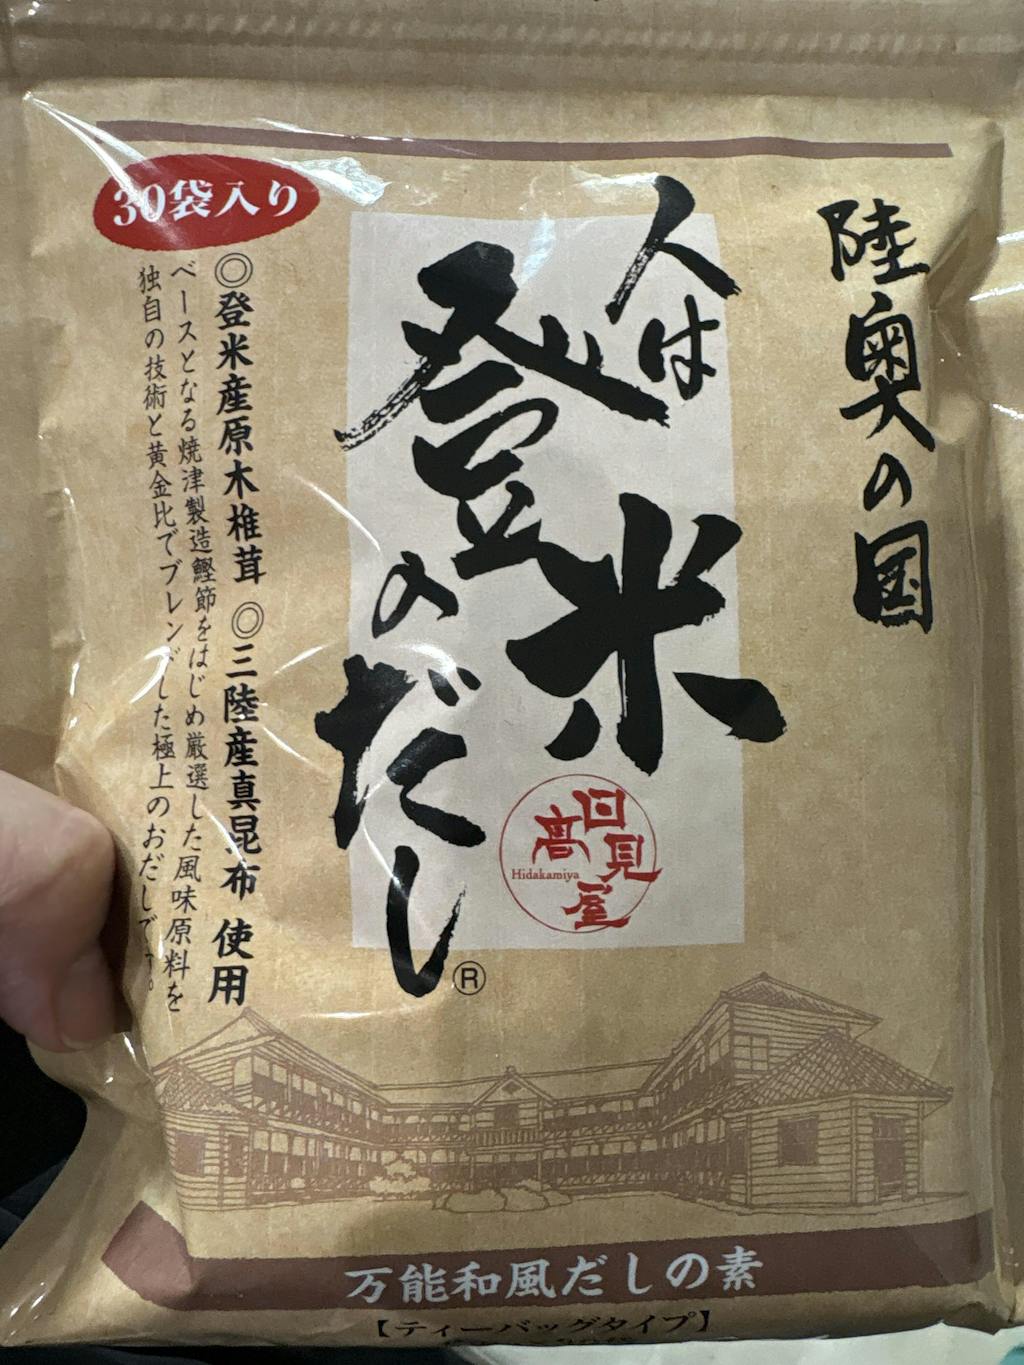 陸奥の国
人は
登米
のだし®
日見
高屋
Hidakamiya
30袋入り
◎登米産原木椎茸 ◎三陸産真昆布 使用
ベースとなる焼津製造鰹節をはじめ厳選した風味原料を
独自の技術と黄金比でブレンドした極上のおだしです。
万能和風だしの素
【ティーバッグタイプ】